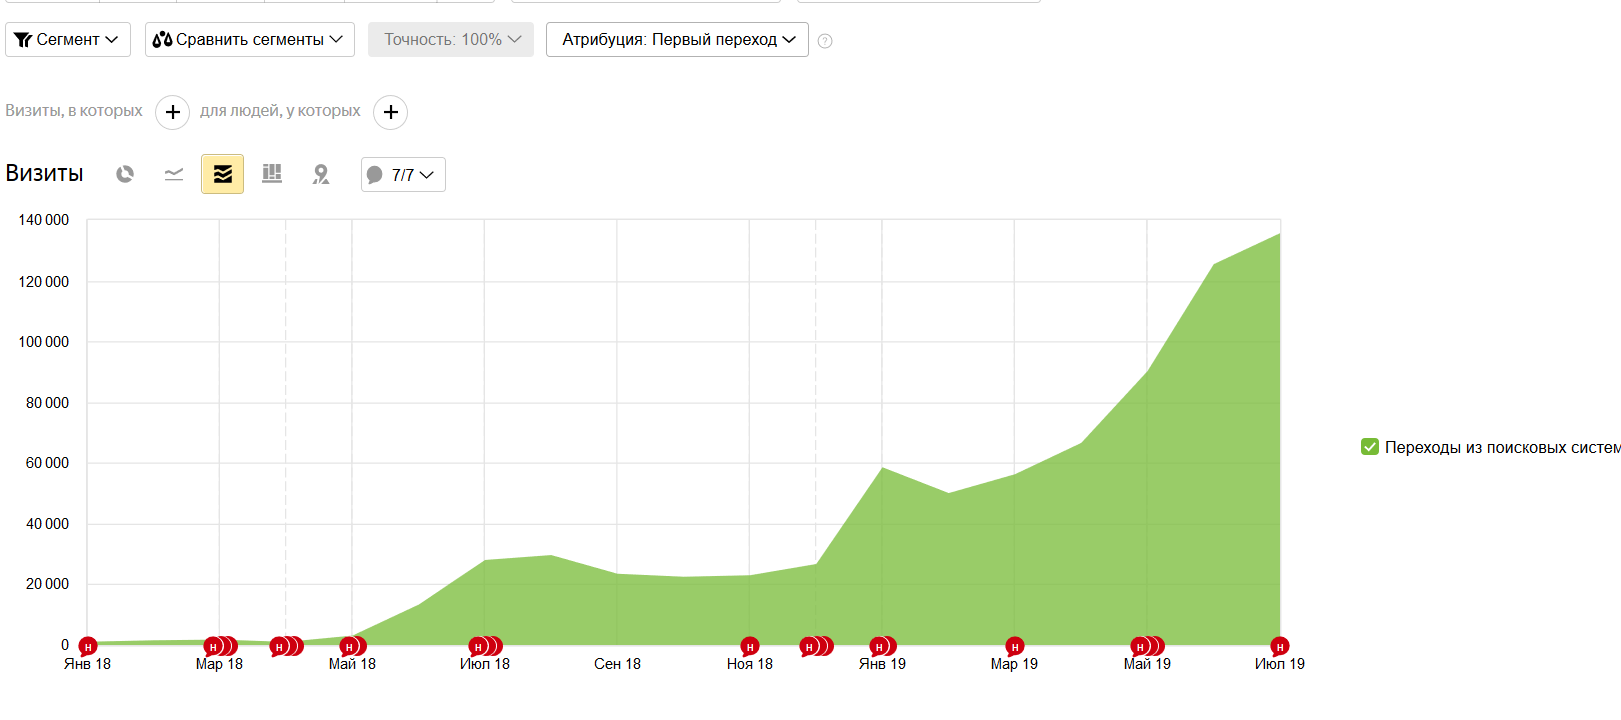 Сегмент Сравнить сегменты Точность: 100% Атрибуция: Первый переход ?
Визиты, в которых + для людей, у которых +
Визиты 7/7
140 000
120 000
100 000
80 000
60 000
40 000
20 000
0
Переходы из поисковых систем
н н н н н н н н н н н
Янв 18 Мар 18 Май 18 Июл 18 Сен 18 Ноя 18 Янв 19 Мар 19 Май 19 Июл 19